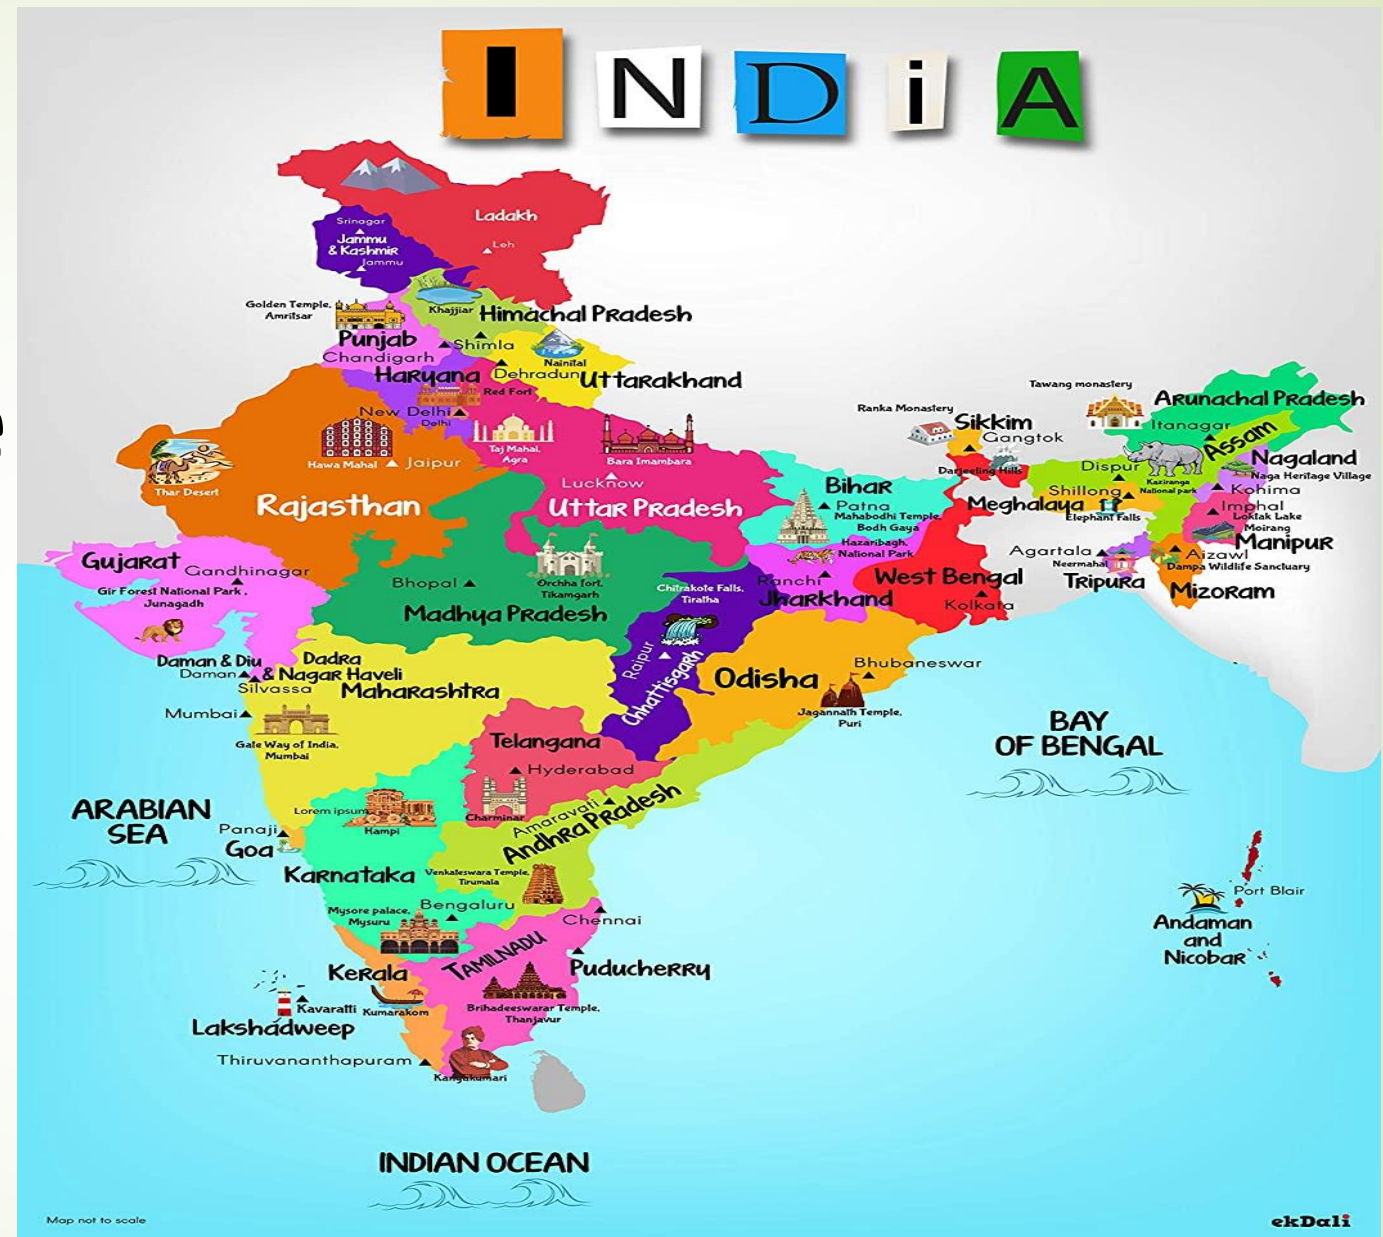 INDiA
Ladakh
Srinagar
Jammu
& Kashmir
Leh
Jammu
Golden Temple,
Amritsar
Khajjiar
Himachal Pradesh
Punjab
Shimla
Chandigarh
Nainital
Haryana
Dehradun
Uttarakhand
Red Fort
New Delhi
Delhi
Tawang monastery
Arunachal Pradesh
Ranka Monastery
Sikkim
Gangtok
Itanagar
Assam
Hawa Mahal
Jaipur
Taj Mahal,
Agra
Bara Imambara
Darjeeling Hills
Dispur
Nagaland
Naga Heritage Village
Thar Desert
Lucknow
Bihar
Kaziranga
National park
Shillong
Kohima
Rajasthan
Uttar Pradesh
Patna
Mahabodhi Temple,
Bodh Gaya
Meghalaya
Elephant Falls
Imphal
Loktak Lake
Moirang
Hazaribagh,
National Park
Manipur
Gujarat
Gandhinagar
Agartala
Neermahal
Aizawl
Dampa Wildlife Sanctuary
Gir Forest National Park ,
Junagadh
Bhopal
Orchha fort,
Tikamgarh
Chitrakote Falls,
Tiratha
Ranchi
Jharkhand
West Bengal
Kolkata
Tripura
Mizoram
Madhya Pradesh
Daman & Diu
Daman
Dadra
& Nagar Haveli
Silvassa
Maharashtra
Raipur
Chhattisgarh
Odisha
Bhubaneswar
Mumbai
Gate Way of India,
Mumbai
Jagannath Temple,
Puri
Telangana
Hyderabad
BAY
OF BENGAL
ARABIAN
SEA
Lorem ipsum
Hampi
Charminar
Amaravati
Andhra Pradesh
Panaji
Goa
Karnataka
Venkateswara Temple,
Tirumala
Mysore palace,
Mysuru
Bengaluru
Chennai
Port Blair
Andaman
and
Nicobar
Kerala
TAMILNADU
Puducherry
Kavaratti
Kumarakom
Brihadeeswarar Temple,
Thanjavur
Lakshadweep
Thiruvananthapuram
Kanyakumari
INDIAN OCEAN
Map not to scale
ekDali